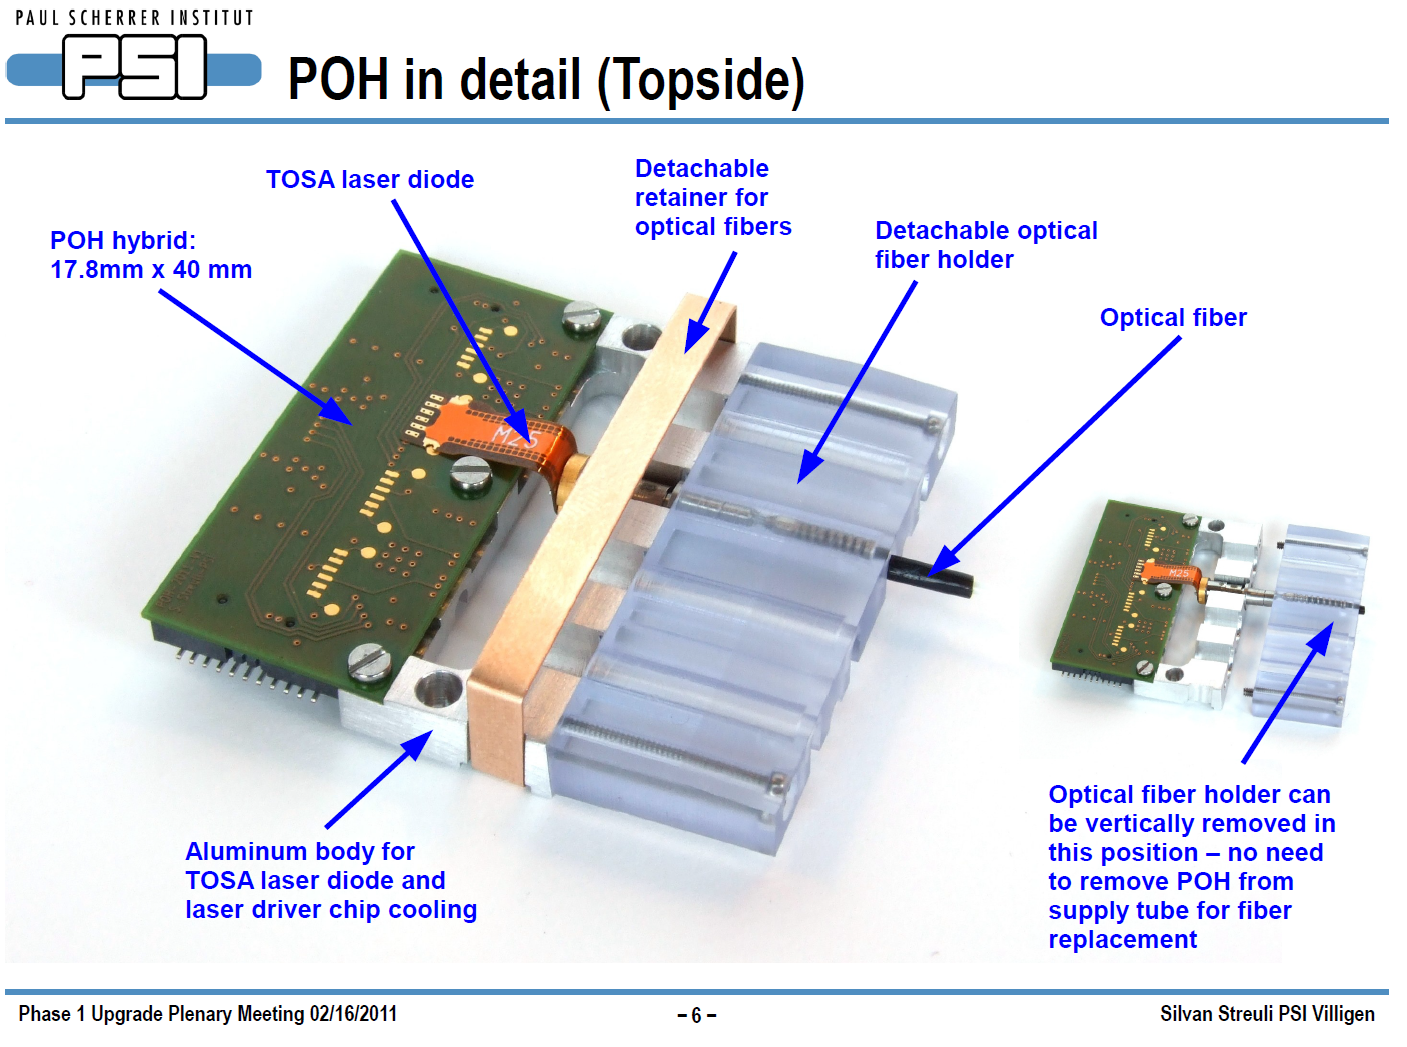 PAUL SCHERRER INSTITUT
PSI
POH in detail (Topside)
TOSA laser diode
Detachable
retainer for
optical fibers
POH hybrid:
17.8mm x 40 mm
Detachable optical
fiber holder
Optical fiber
M25
M25
Aluminum body for
TOSA laser diode and
laser driver chip cooling
Optical fiber holder can
be vertically removed in
this position – no need
to remove POH from
supply tube for fiber
replacement
Phase 1 Upgrade Plenary Meeting 02/16/2011
– 6 –
Silvan Streuli PSI Villigen